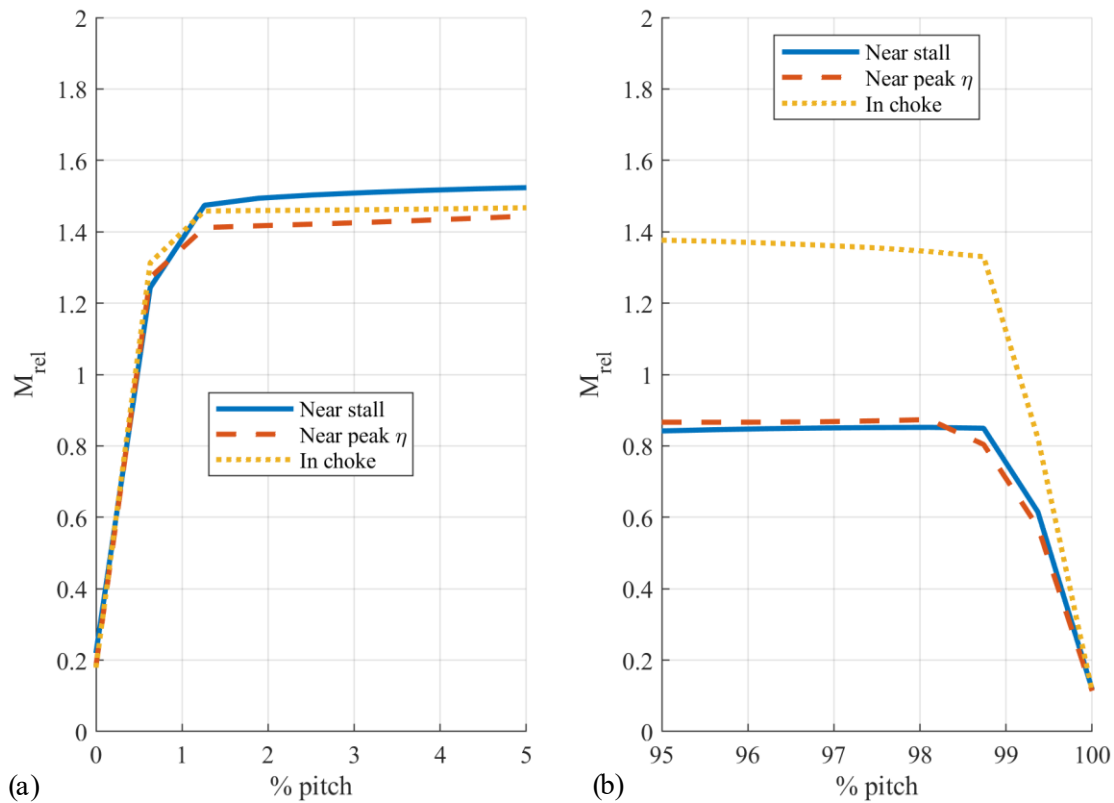 2
1.8
1.6
1.4
1.2
1
0.8
0.6
0.4
0.2
0
M_rel
Near stall
Near peak η
In choke
0 1 2 3 4 5
% pitch
(a)
2
1.8
1.6
1.4
1.2
1
0.8
0.6
0.4
0.2
0
M_rel
Near stall
Near peak η
In choke
95 96 97 98 99 100
% pitch
(b)